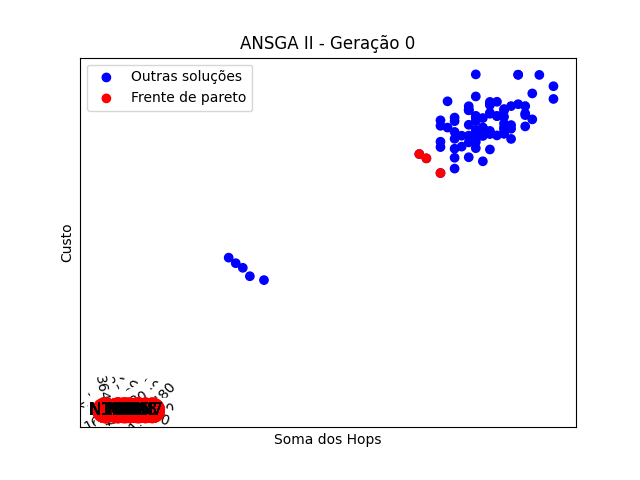 ANSGA II - Geração 0
Outras soluções
Frente de pareto
Custo
Soma dos Hops